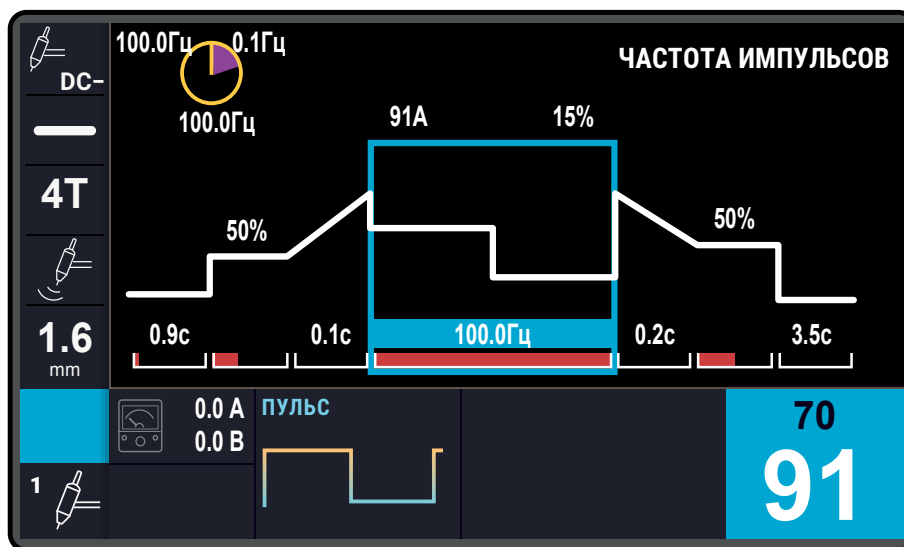 DC–
4T
1.6
mm
1
100.0Гц 0.1Гц
100.0Гц
ЧАСТОТА ИМПУЛЬСОВ
91A 15%
50%
50%
0.9с 0.1с 100.0Гц 0.2с 3.5с
0.0 A
0.0 В
ПУЛЬС
70
91